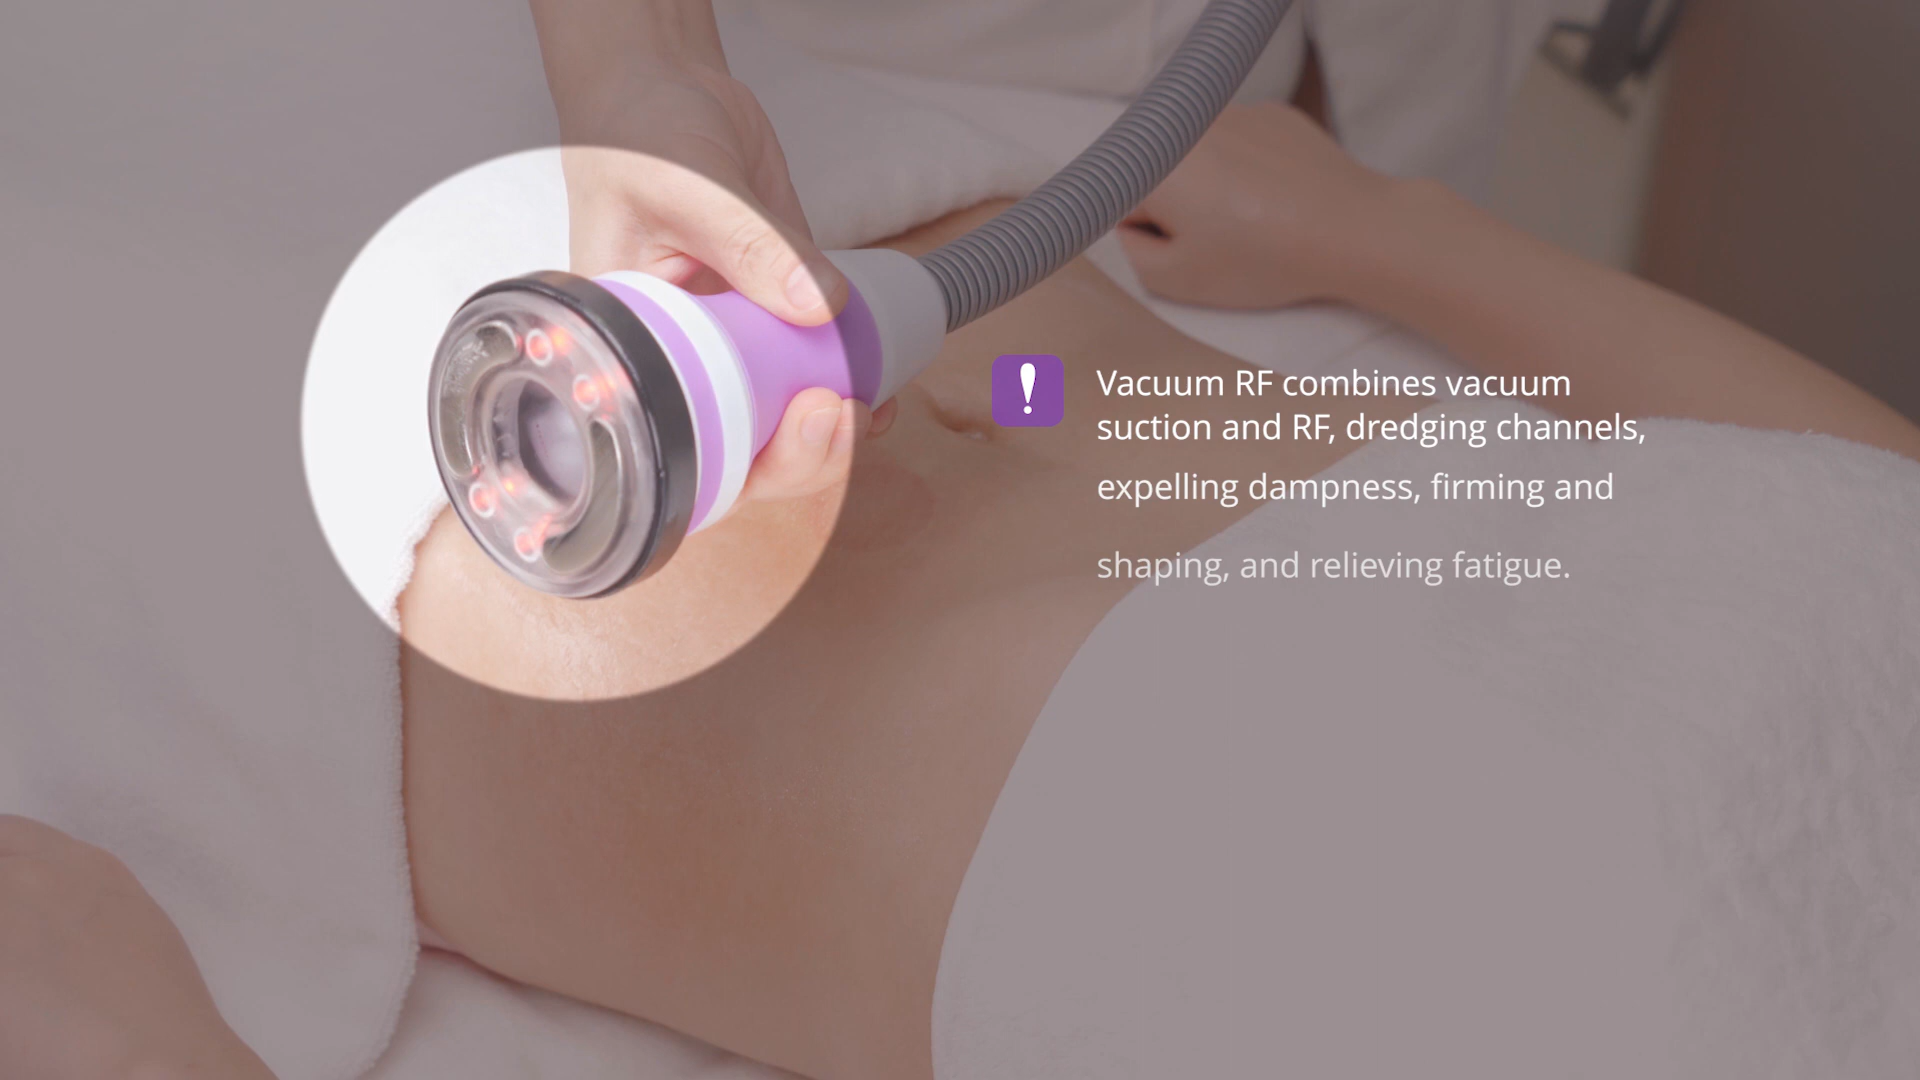 Vacuum RF combines vacuum
suction and RF, dredging channels,
expelling dampness, firming and
shaping, and relieving fatigue.